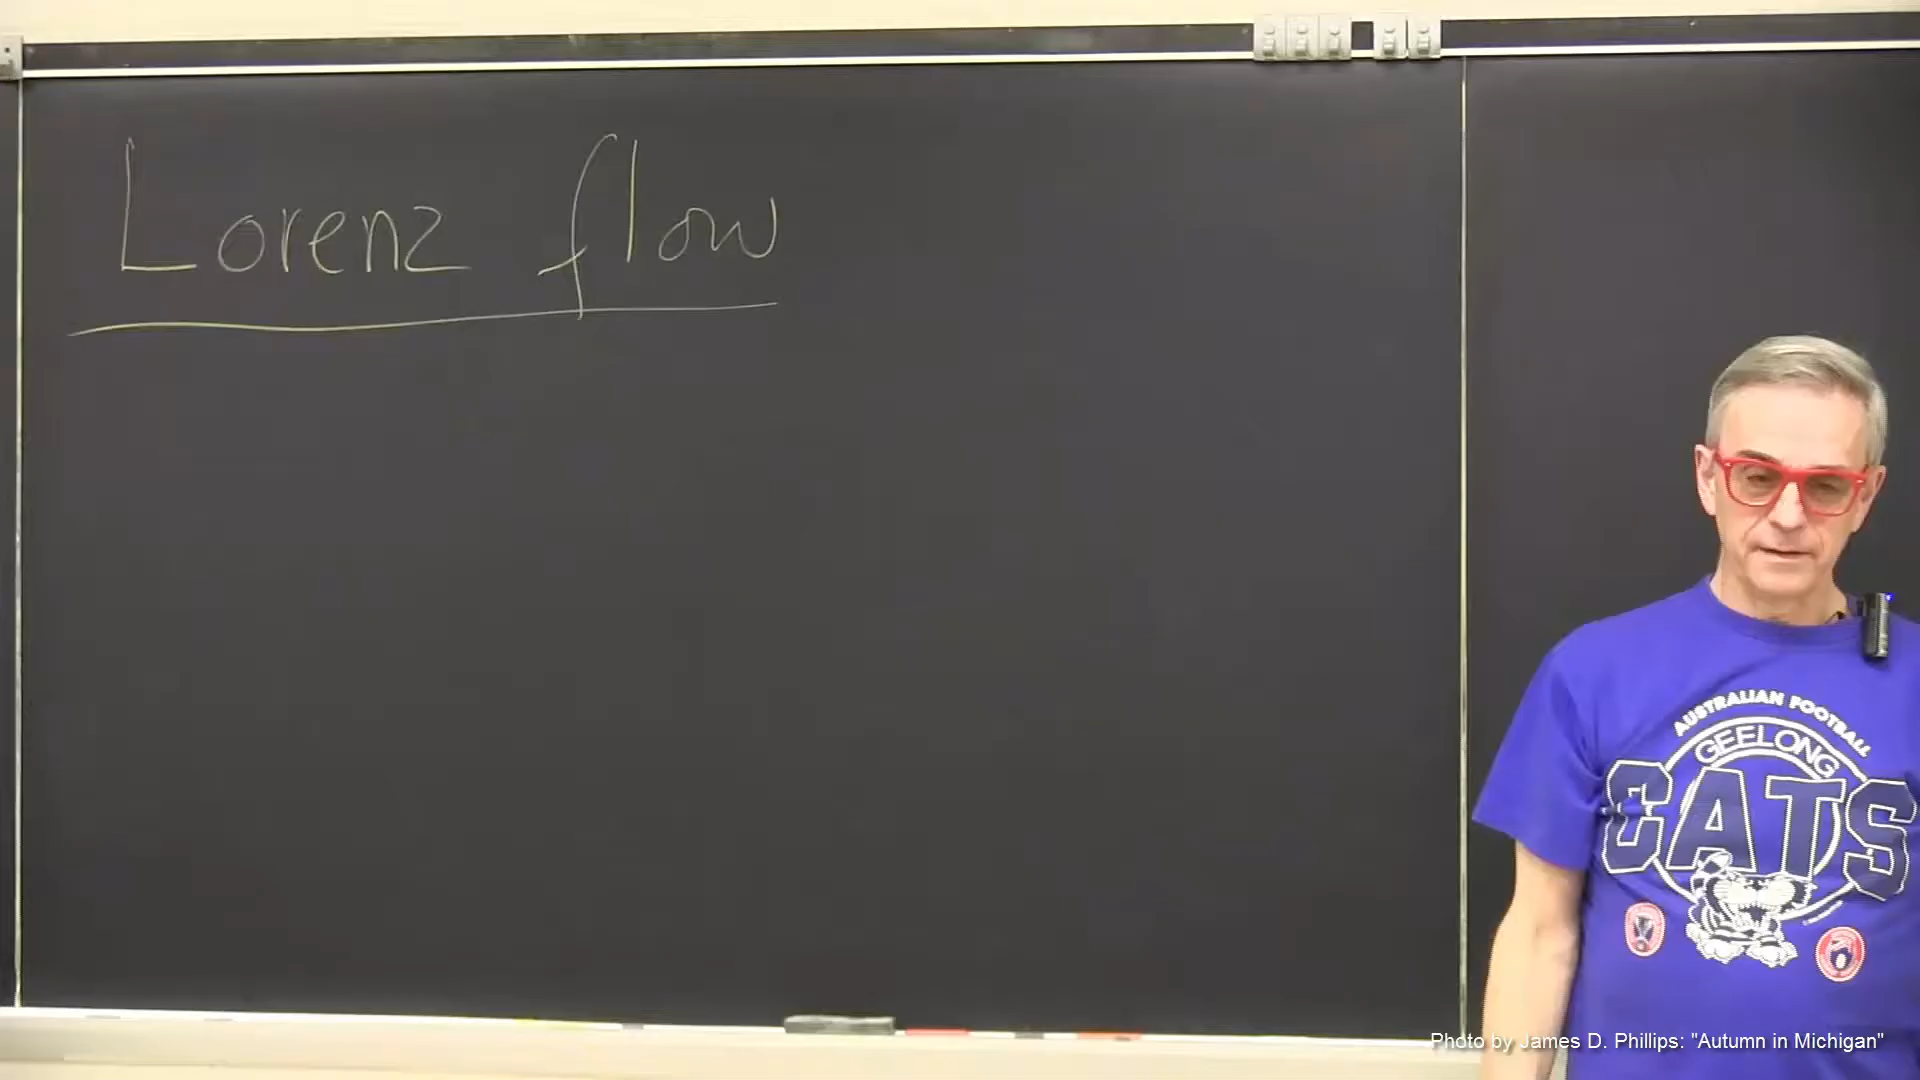 Lorenz flow
AUSTRALIAN FOOTBALL
GEELONG
CATS
Photo by James D. Phillips: "Autumn in Michigan"